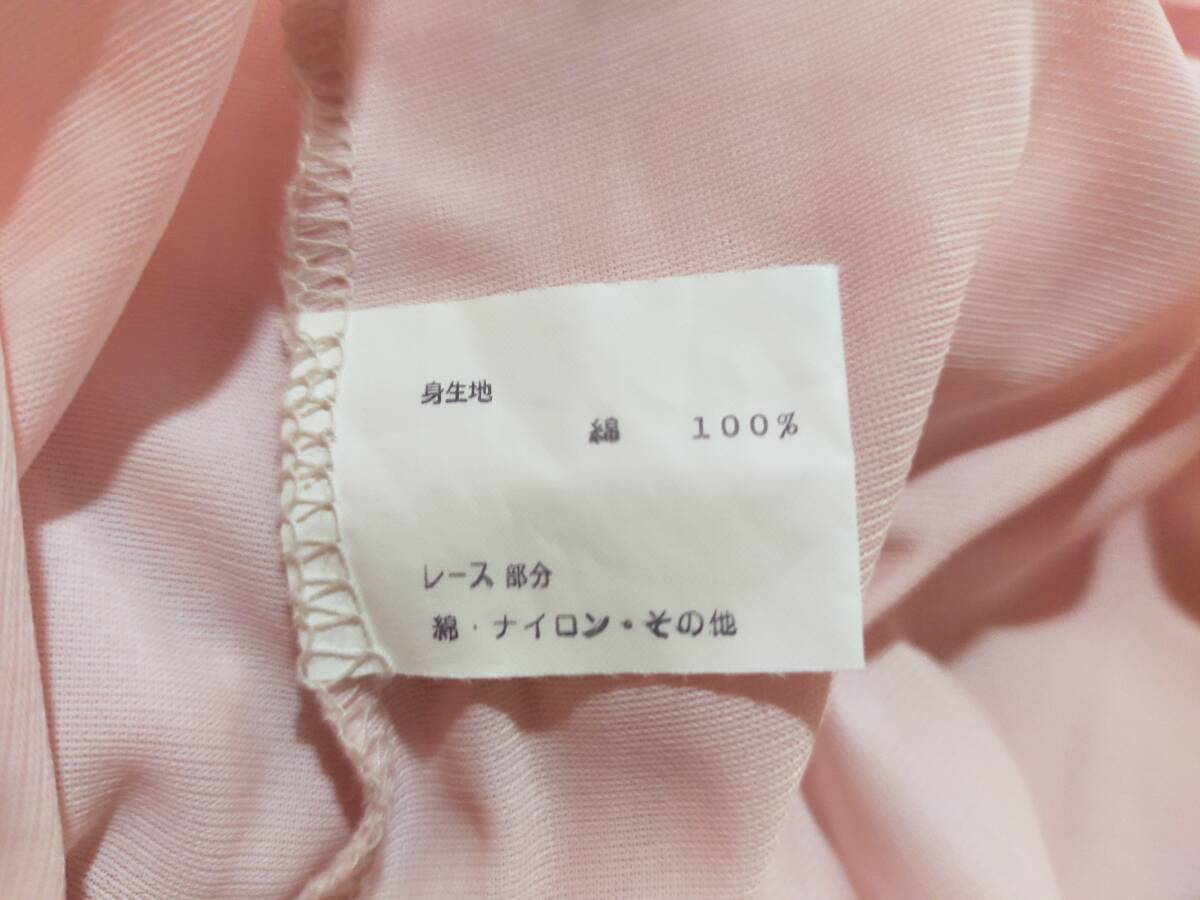 身生地
綿 100%
レース部分
綿・ナイロン・その他